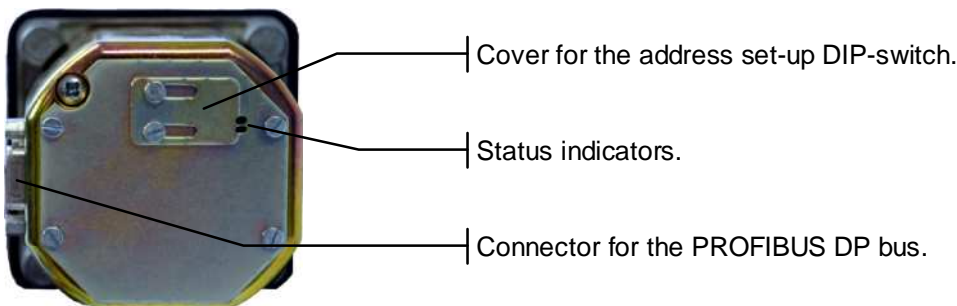 Cover for the address set-up DIP-switch.
Status indicators.
Connector for the PROFIBUS DP bus.